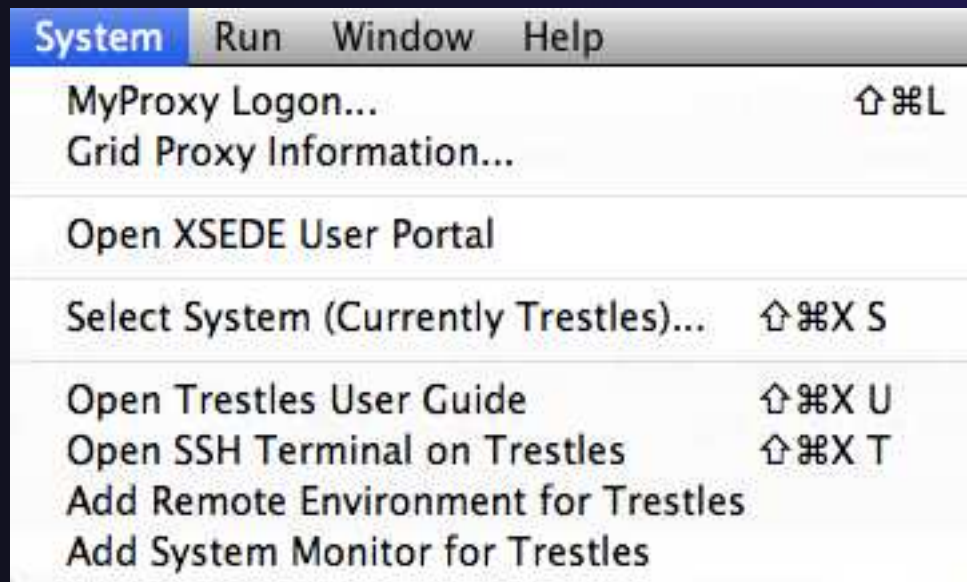 System Run Window Help
MyProxy Logon... ⇧⌘L
Grid Proxy Information...
Open XSEDE User Portal
Select System (Currently Trestles)... ⇧⌘X S
Open Trestles User Guide ⇧⌘X U
Open SSH Terminal on Trestles ⇧⌘X T
Add Remote Environment for Trestles
Add System Monitor for Trestles